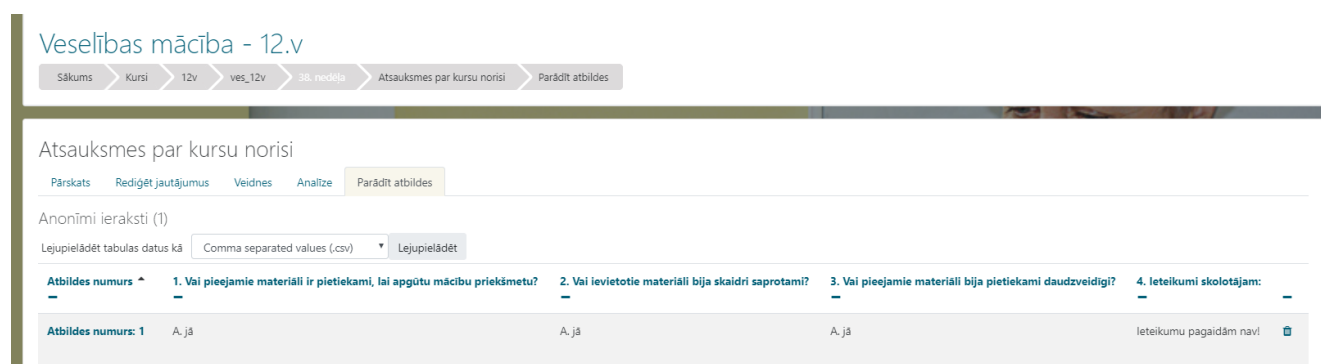 Veselības mācība - 12.v
Sākums Kursi 12v ves_12v 38. nedēļa Atsauksmes par kursu norisi Parādīt atbildes
Atsauksmes par kursu norisi
Pārskats Rediģēt jautājumus Veidnes Analīze Parādīt atbildes
Anonīmi ieraksti (1)
Lejupielādēt tabulas datus kā Comma separated values (.csv) Lejupielādēt
Atbildes numurs 1. Vai pieejamie materiāli ir pietiekami, lai apgūtu mācību priekšmetu? 2. Vai ievietotie materiāli bija skaidri saprotami? 3. Vai pieejamie materiāli bija pietiekami daudzveidīgi? 4. Ieteikumi skolotājam:
Atbildes numurs: 1 A. jā A. jā A. jā Ieteikumu pagaidām nav!